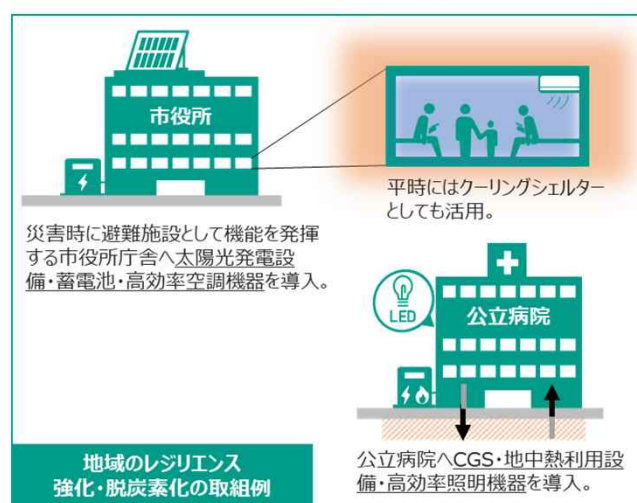 市役所
平時にはクーリングシェルター
としても活用。
災害時に避難施設として機能を発揮
する市役所庁舎へ太陽光発電設
備・蓄電池・高効率空調機器を導入。
LED
公立病院
地域のレジリエンス
強化・脱炭素化の取組例
公立病院へCGS・地中熱利用設
備・高効率照明機器を導入。